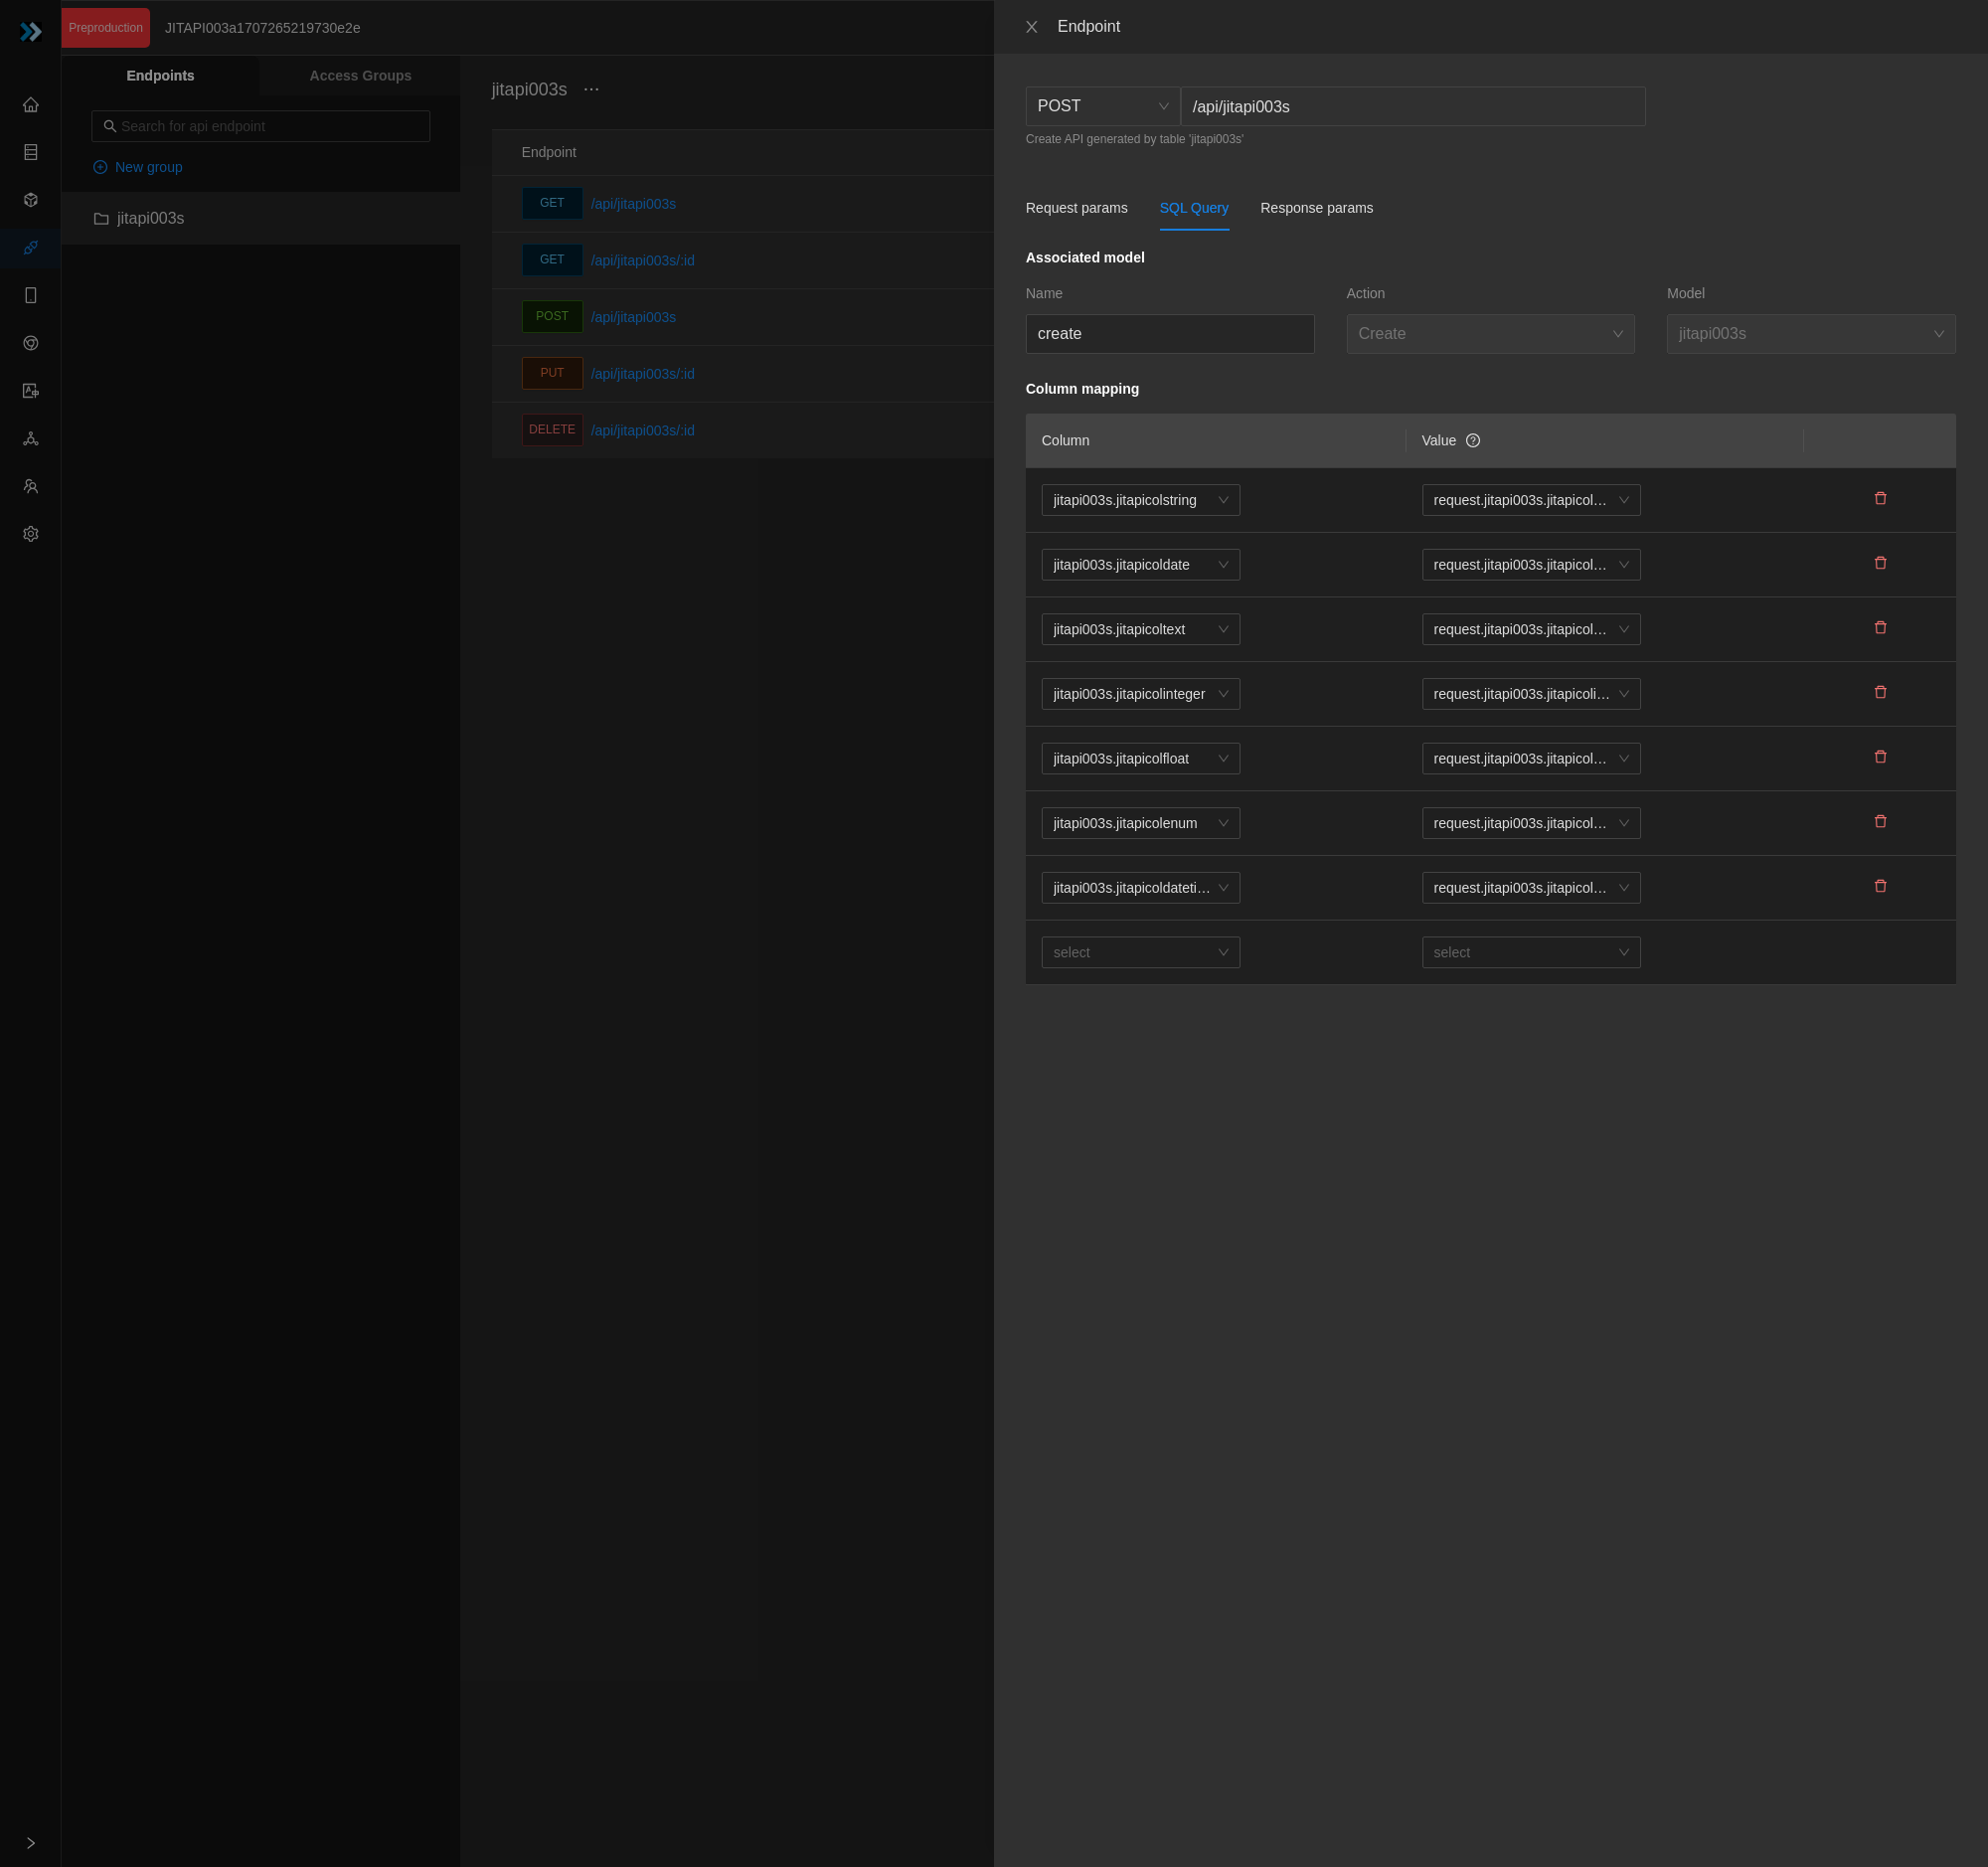 Preproduction JITAPI003a1707265219730e2e
Endpoints Access Groups
Search for api endpoint
New group
jitapi003s
jitapi003s ···
Endpoint
GET /api/jitapi003s
GET /api/jitapi003s/:id
POST /api/jitapi003s
PUT /api/jitapi003s/:id
DELETE /api/jitapi003s/:id
Endpoint
POST /api/jitapi003s
Create API generated by table 'jitapi003s'
Request params SQL Query Response params
Associated model
Name Action Model
create Create jitapi003s
Column mapping
Column Value
jitapi003s.jitapicolstring request.jitapi003s.jitapicol...
jitapi003s.jitapicoldate request.jitapi003s.jitapicol...
jitapi003s.jitapicoltext request.jitapi003s.jitapicol...
jitapi003s.jitapicolinteger request.jitapi003s.jitapicoli...
jitapi003s.jitapicolfloat request.jitapi003s.jitapicol...
jitapi003s.jitapicolenum request.jitapi003s.jitapicol...
jitapi003s.jitapicoldateti... request.jitapi003s.jitapicol...
select select